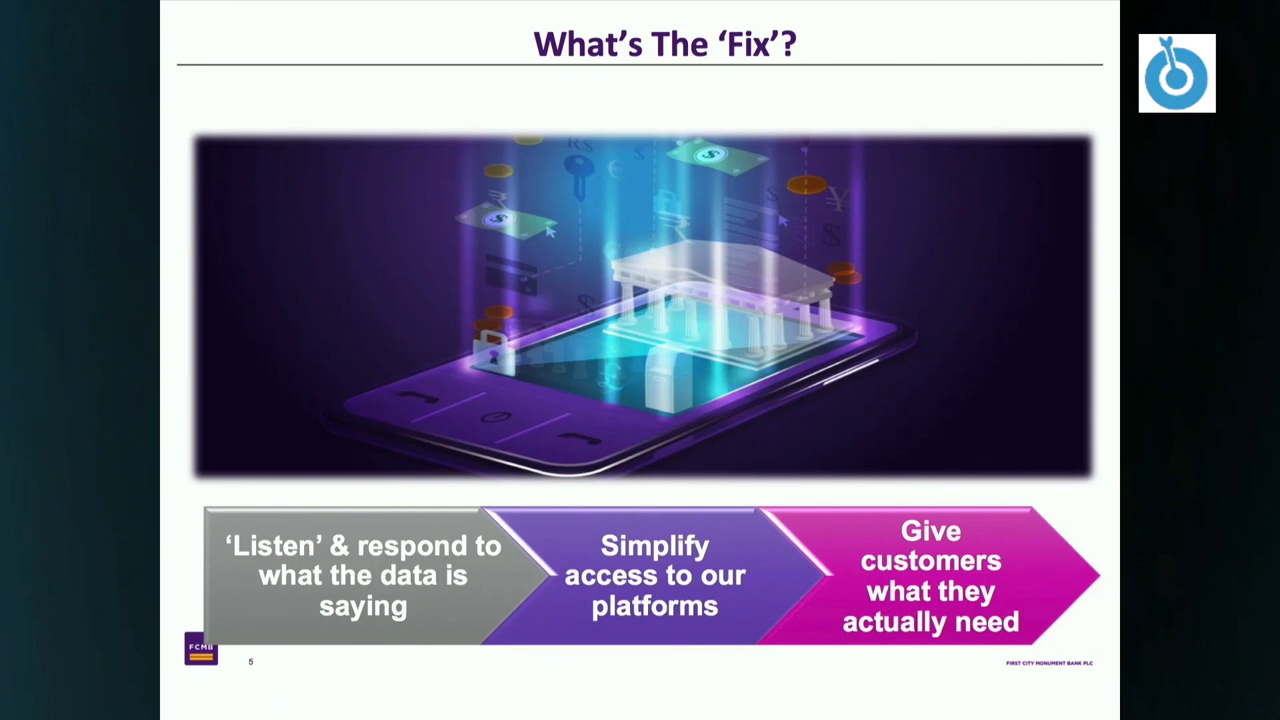 What's The ‘Fix’?
‘Listen’ & respond to
what the data is
saying
Simplify
access to our
platforms
Give
customers
what they
actually need
FCMB
5
FIRST CITY MONUMENT BANK PLC